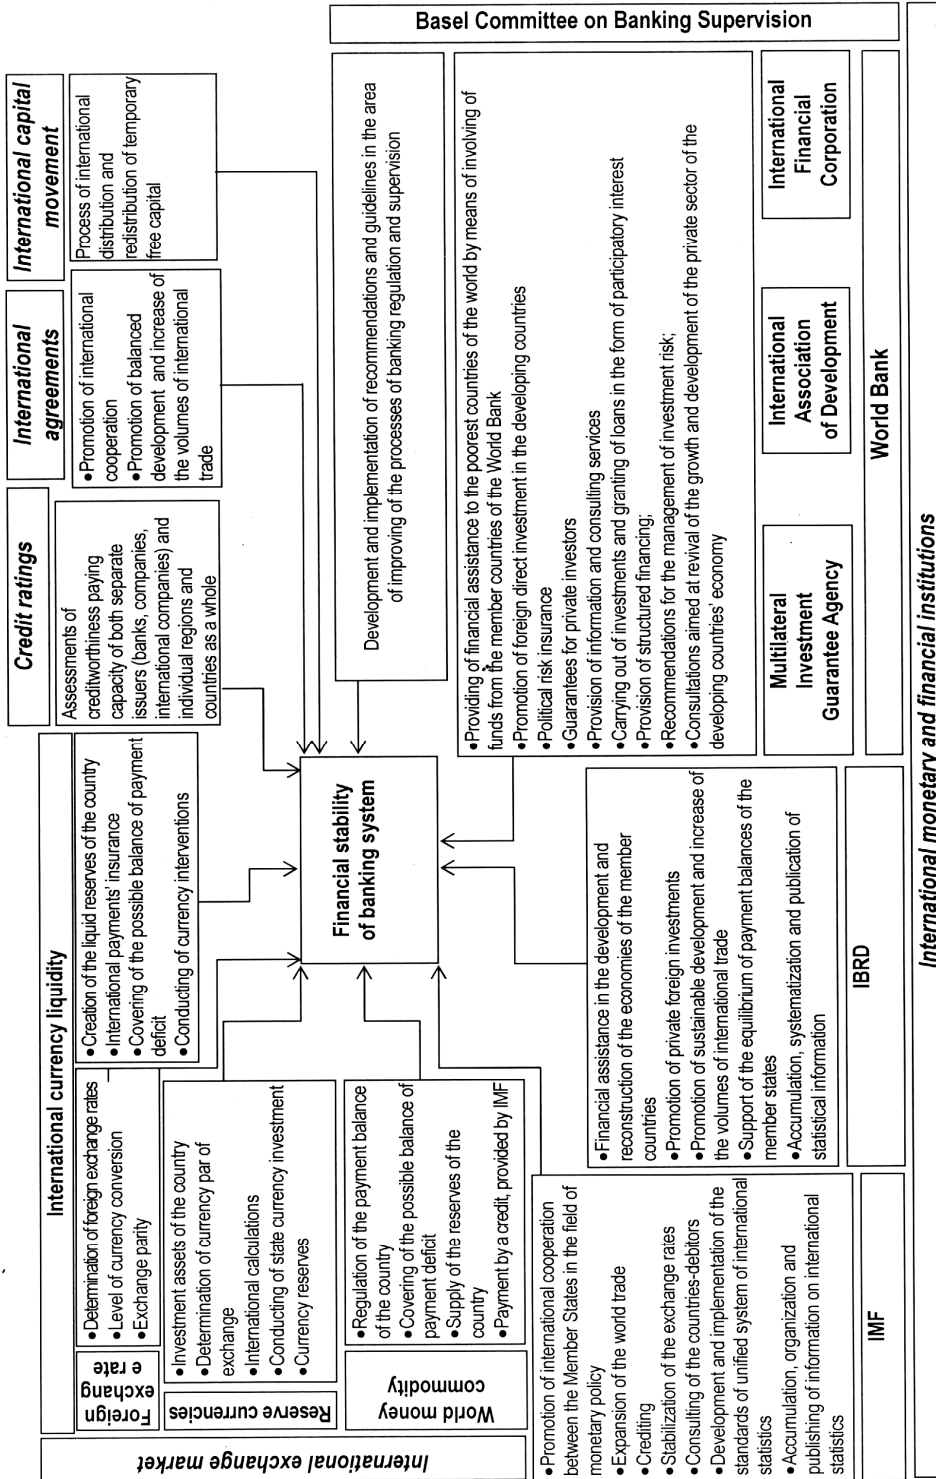 International currency liquidity
Credit ratings
International
agreements
International capital
movement
International exchange market
Foreign
exchang
e rate
•Determination of foreign exchange rates
•Level of currency conversion
•Exchange parity
•Creation of the liquid reserves of the country
•International payments' insurance
•Covering of the possible balance of payment
deficit
•Conducting of currency interventions
Assessments of
creditworthiness paying
capacity of both separate
issuers (banks, companies,
international companies) and
individual regions and
countries as a whole
•Promotion of international
cooperation
•Promotion of balanced
development and increase of
the volumes of international
trade
Process of international
distribution and
redistribution of temporary
free capital
Reserve currencies
•Investment assets of the country
•Determination of currency par of
exchange
•International calculations
•Conducting of state currency investment
•Currency reserves
World money
commodity
•Regulation of the payment balance
of the country
•Covering of the possible balance of
payment deficit
•Supply of the reserves of the
country
•Payment by a credit, provided by IMF
Financial stability
of banking system
Development and implementation of recommendations and guidelines in the area
of improving of the processes of banking regulation and supervision
Basel Committee on Banking Supervision
•Promotion of international cooperation
between the Member States in the field of
monetary policy
•Expansion of the world trade
•Crediting
•Stabilization of the exchange rates
•Consulting of the countries-debitors
•Development and implementation of the
standards of unified system of international
statistics
•Accumulation, organization and
publishing of information on international
statistics
IMF
•Financial assistance in the development and
reconstruction of the economies of the member
countries
•Promotion of private foreign investments
•Promotion of sustainable development and increase of
the volumes of international trade
•Support of the equilibrium of payment balances of the
member states
•Accumulation, systematization and publication of
statistical information
IBRD
•Providing of financial assistance to the poorest countries of the world by means of involving of
funds from the member countries of the World Bank
•Promotion of foreign direct investment in the developing countries
•Political risk insurance
•Guarantees for private investors
•Provision of information and consulting services
•Carrying out of investments and granting of loans in the form of participatory interest
•Provision of structured financing;
•Recommendations for the management of investment risk;
•Consultations aimed at revival of the growth and development of the private sector of the
developing countries' economy
Multilateral
Investment
Guarantee Agency
International
Association
of Development
International
Financial
Corporation
World Bank
International monetary and financial institutions